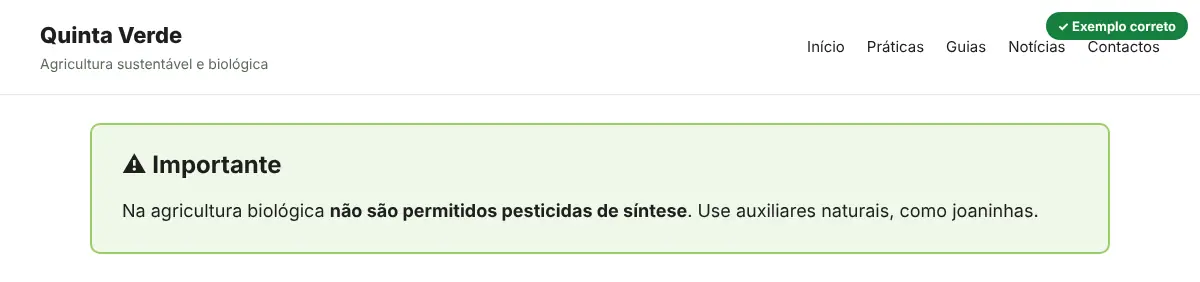 Quinta Verde
Agricultura sustentável e biológica
✓ Exemplo correto
Início Práticas Guias Notícias Contactos
⚠ Importante
Na agricultura biológica não são permitidos pesticidas de síntese. Use auxiliares naturais, como joaninhas.